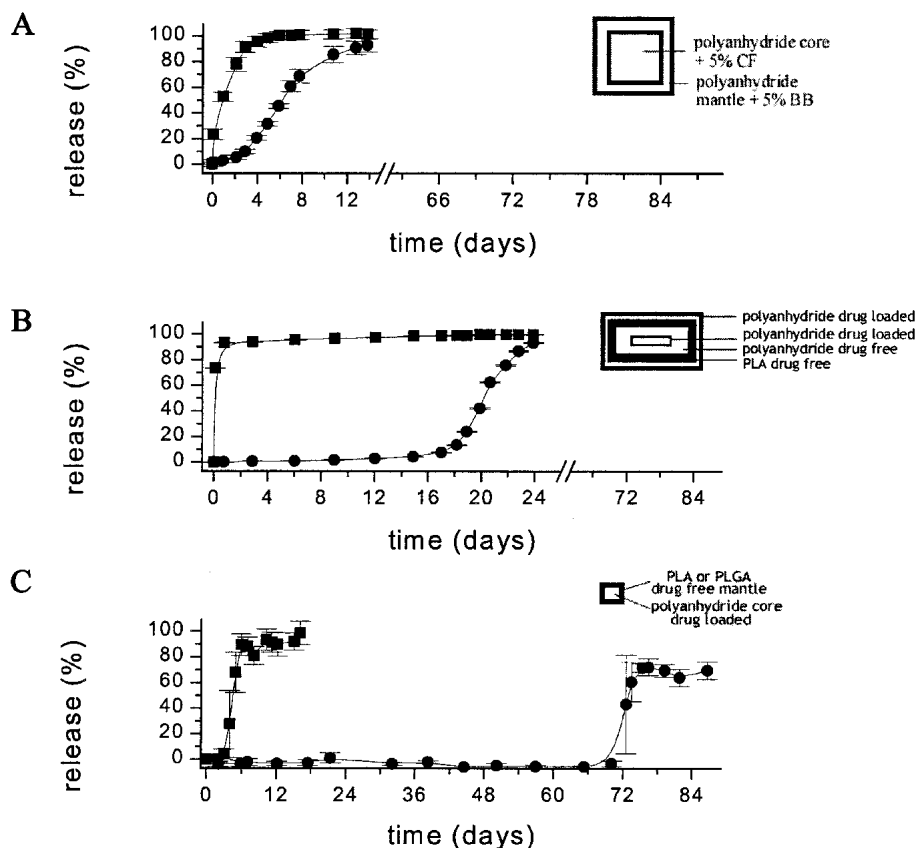 A
release (%)
100
80
60
40
20
0
0 4 8 12 66 72 78 84
time (days)
polyanhydride core
+ 5% CF
polyanhydride
mantle + 5% BB
B
release (%)
100
80
60
40
20
0
0 4 8 12 16 20 24 72 84
time (days)
polyanhydride drug loaded
polyanhydride drug loaded
polyanhydride drug free
PLA drug free
C
release (%)
100
80
60
40
20
0
0 12 24 36 48 60 72 84
time (days)
PLA or PLGA
drug free mantle
polyanhydride core
drug loaded